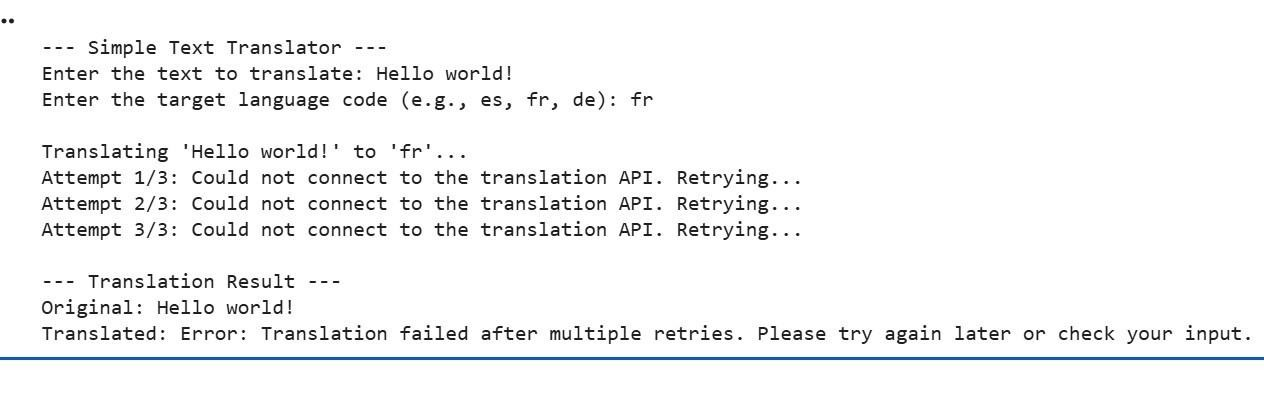 ..
--- Simple Text Translator ---
Enter the text to translate: Hello world!
Enter the target language code (e.g., es, fr, de): fr
Translating 'Hello world!' to 'fr'...
Attempt 1/3: Could not connect to the translation API. Retrying...
Attempt 2/3: Could not connect to the translation API. Retrying...
Attempt 3/3: Could not connect to the translation API. Retrying...
--- Translation Result ---
Original: Hello world!
Translated: Error: Translation failed after multiple retries. Please try again later or check your input.